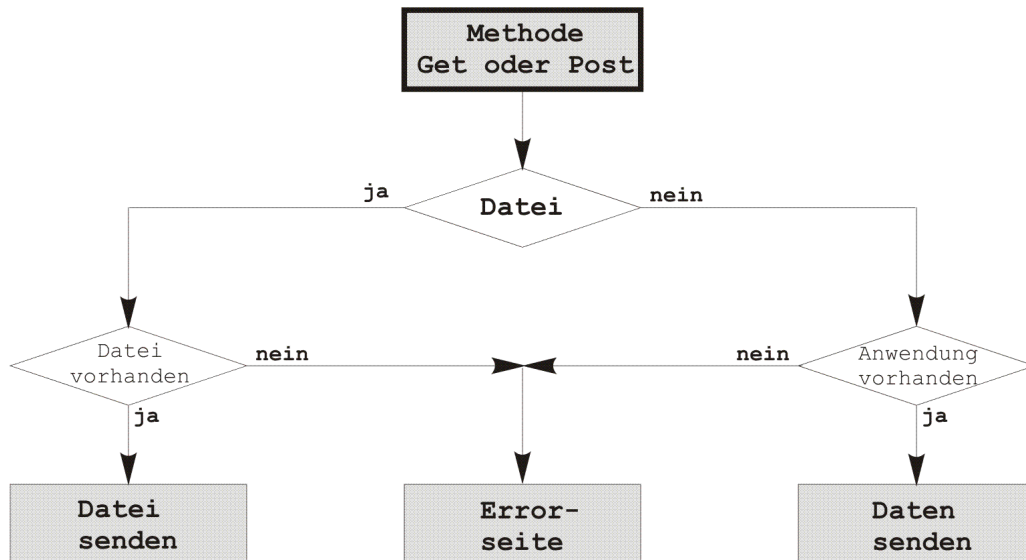 Methode
Get oder Post
ja
nein
Datei
Datei
vorhanden
nein
nein
Anwendung
vorhanden
ja
ja
Datei
senden
Error-
seite
Daten
senden